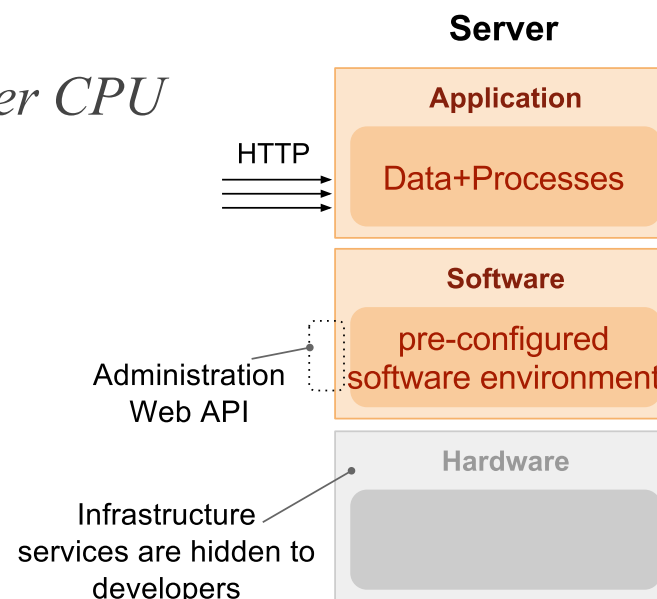 Server
er CPU
Application
HTTP
Data+Processes
Software
pre-configured
software environment
Administration
Web API
Hardware
Infrastructure
services are hidden to
developers